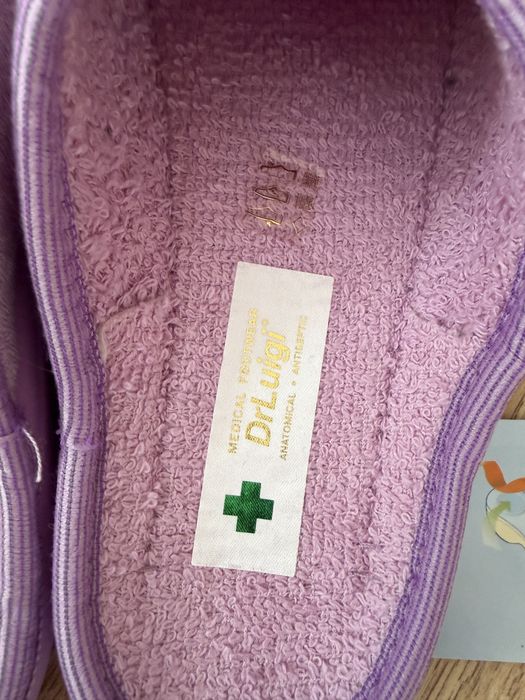 MEDICAL FOOTWEAR
DrLuigi
ANATOMICAL • ANTISEPTIC